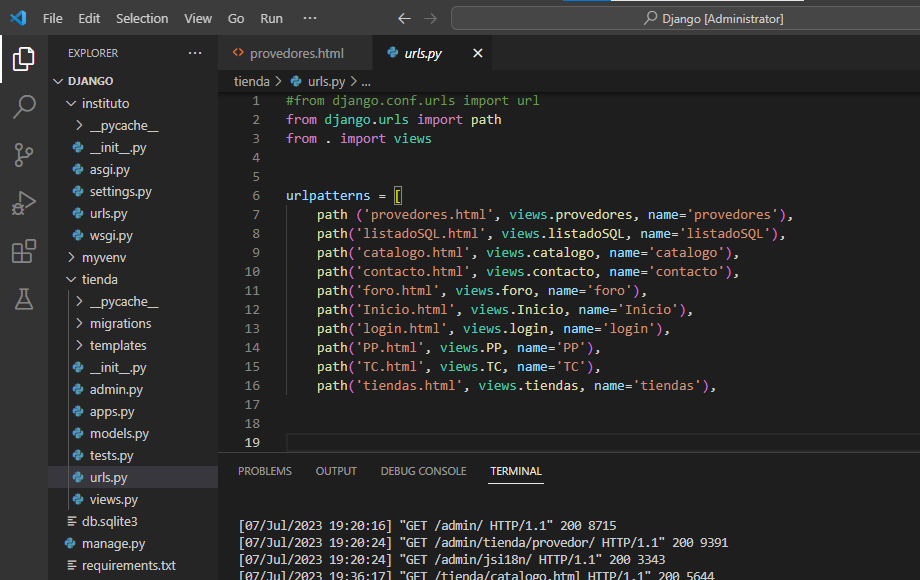 File Edit Selection View Go Run ··· ← → Django [Administrator]
EXPLORER ···
DJANGO
instituto
__pycache__
__init__.py
asgi.py
settings.py
urls.py
wsgi.py
myvenv
tienda
__pycache__
migrations
templates
__init__.py
admin.py
apps.py
models.py
tests.py
urls.py
views.py
db.sqlite3
manage.py
requirements.txt
provedores.html urls.py ×
tienda > urls.py > ...
1 #from django.conf.urls import url
2 from django.urls import path
3 from . import views
4
5
6 urlpatterns = [
7 path ('provedores.html', views.provedores, name='provedores'),
8 path('listadoSQL.html', views.listadoSQL, name='listadoSQL'),
9 path('catalogo.html', views.catalogo, name='catalogo'),
10 path('contacto.html', views.contacto, name='contacto'),
11 path('foro.html', views.foro, name='foro'),
12 path('Inicio.html', views.Inicio, name='Inicio'),
13 path('login.html', views.login, name='login'),
14 path('PP.html', views.PP, name='PP'),
15 path('TC.html', views.TC, name='TC'),
16 path('tiendas.html', views.tiendas, name='tiendas'),
17
18
19
PROBLEMS OUTPUT DEBUG CONSOLE TERMINAL
[07/Jul/2023 19:20:16] "GET /admin/ HTTP/1.1" 200 8715
[07/Jul/2023 19:20:24] "GET /admin/tienda/provedor/ HTTP/1.1" 200 9391
[07/Jul/2023 19:20:24] "GET /admin/jsi18n/ HTTP/1.1" 200 3343
[07/Jul/2023 19:36:17] "GET /tienda/catalogo.html HTTP/1.1" 200 5644